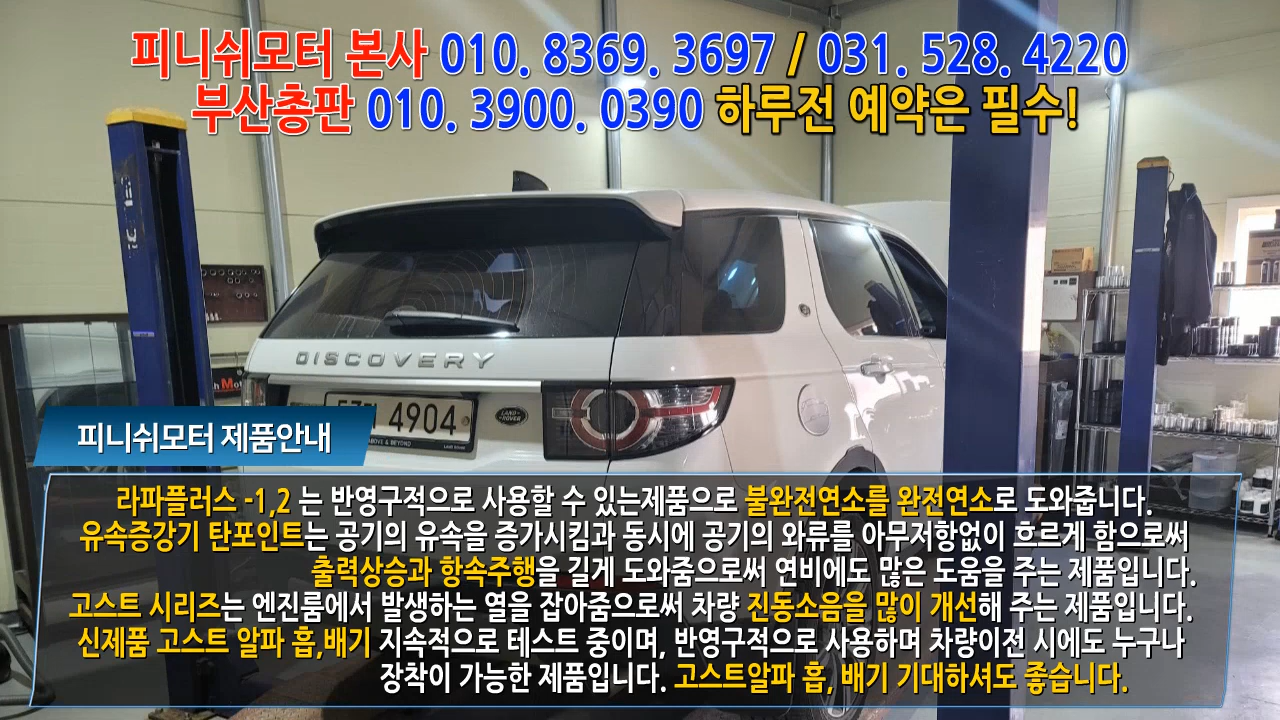 피니쉬모터 본사 010. 8369. 3697 / 031. 528. 4220
부산총판 010. 3900. 0390 하루전 예약은 필수!
DISCOVERY
4904
LAND ROVER
ABOVE & BEYOND
LAND ROVER
피니쉬모터 제품안내
라파플러스 -1,2 는 반영구적으로 사용할 수 있는제품으로 불완전연소를 완전연소로 도와줍니다.
유속증강기 탄포인트는 공기의 유속을 증가시킴과 동시에 공기의 와류를 아무저항없이 흐르게 함으로써
출력상승과 항속주행을 길게 도와줌으로써 연비에도 많은 도움을 주는 제품입니다.
고스트 시리즈는 엔진룸에서 발생하는 열을 잡아줌으로써 차량 진동소음을 많이 개선해 주는 제품입니다.
신제품 고스트 알파 흡,배기 지속적으로 테스트 중이며, 반영구적으로 사용하며 차량이전 시에도 누구나
장착이 가능한 제품입니다. 고스트알파 흡, 배기 기대하셔도 좋습니다.